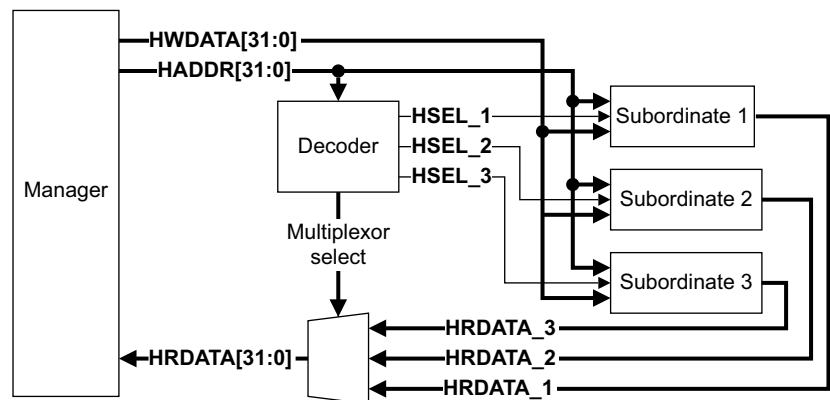 HWDATA[31:0]
HADDR[31:0]
Manager
Decoder
HSEL_1
HSEL_2
HSEL_3
Subordinate 1
Subordinate 2
Subordinate 3
Multiplexor
select
HRDATA_3
HRDATA[31:0]
HRDATA_2
HRDATA_1